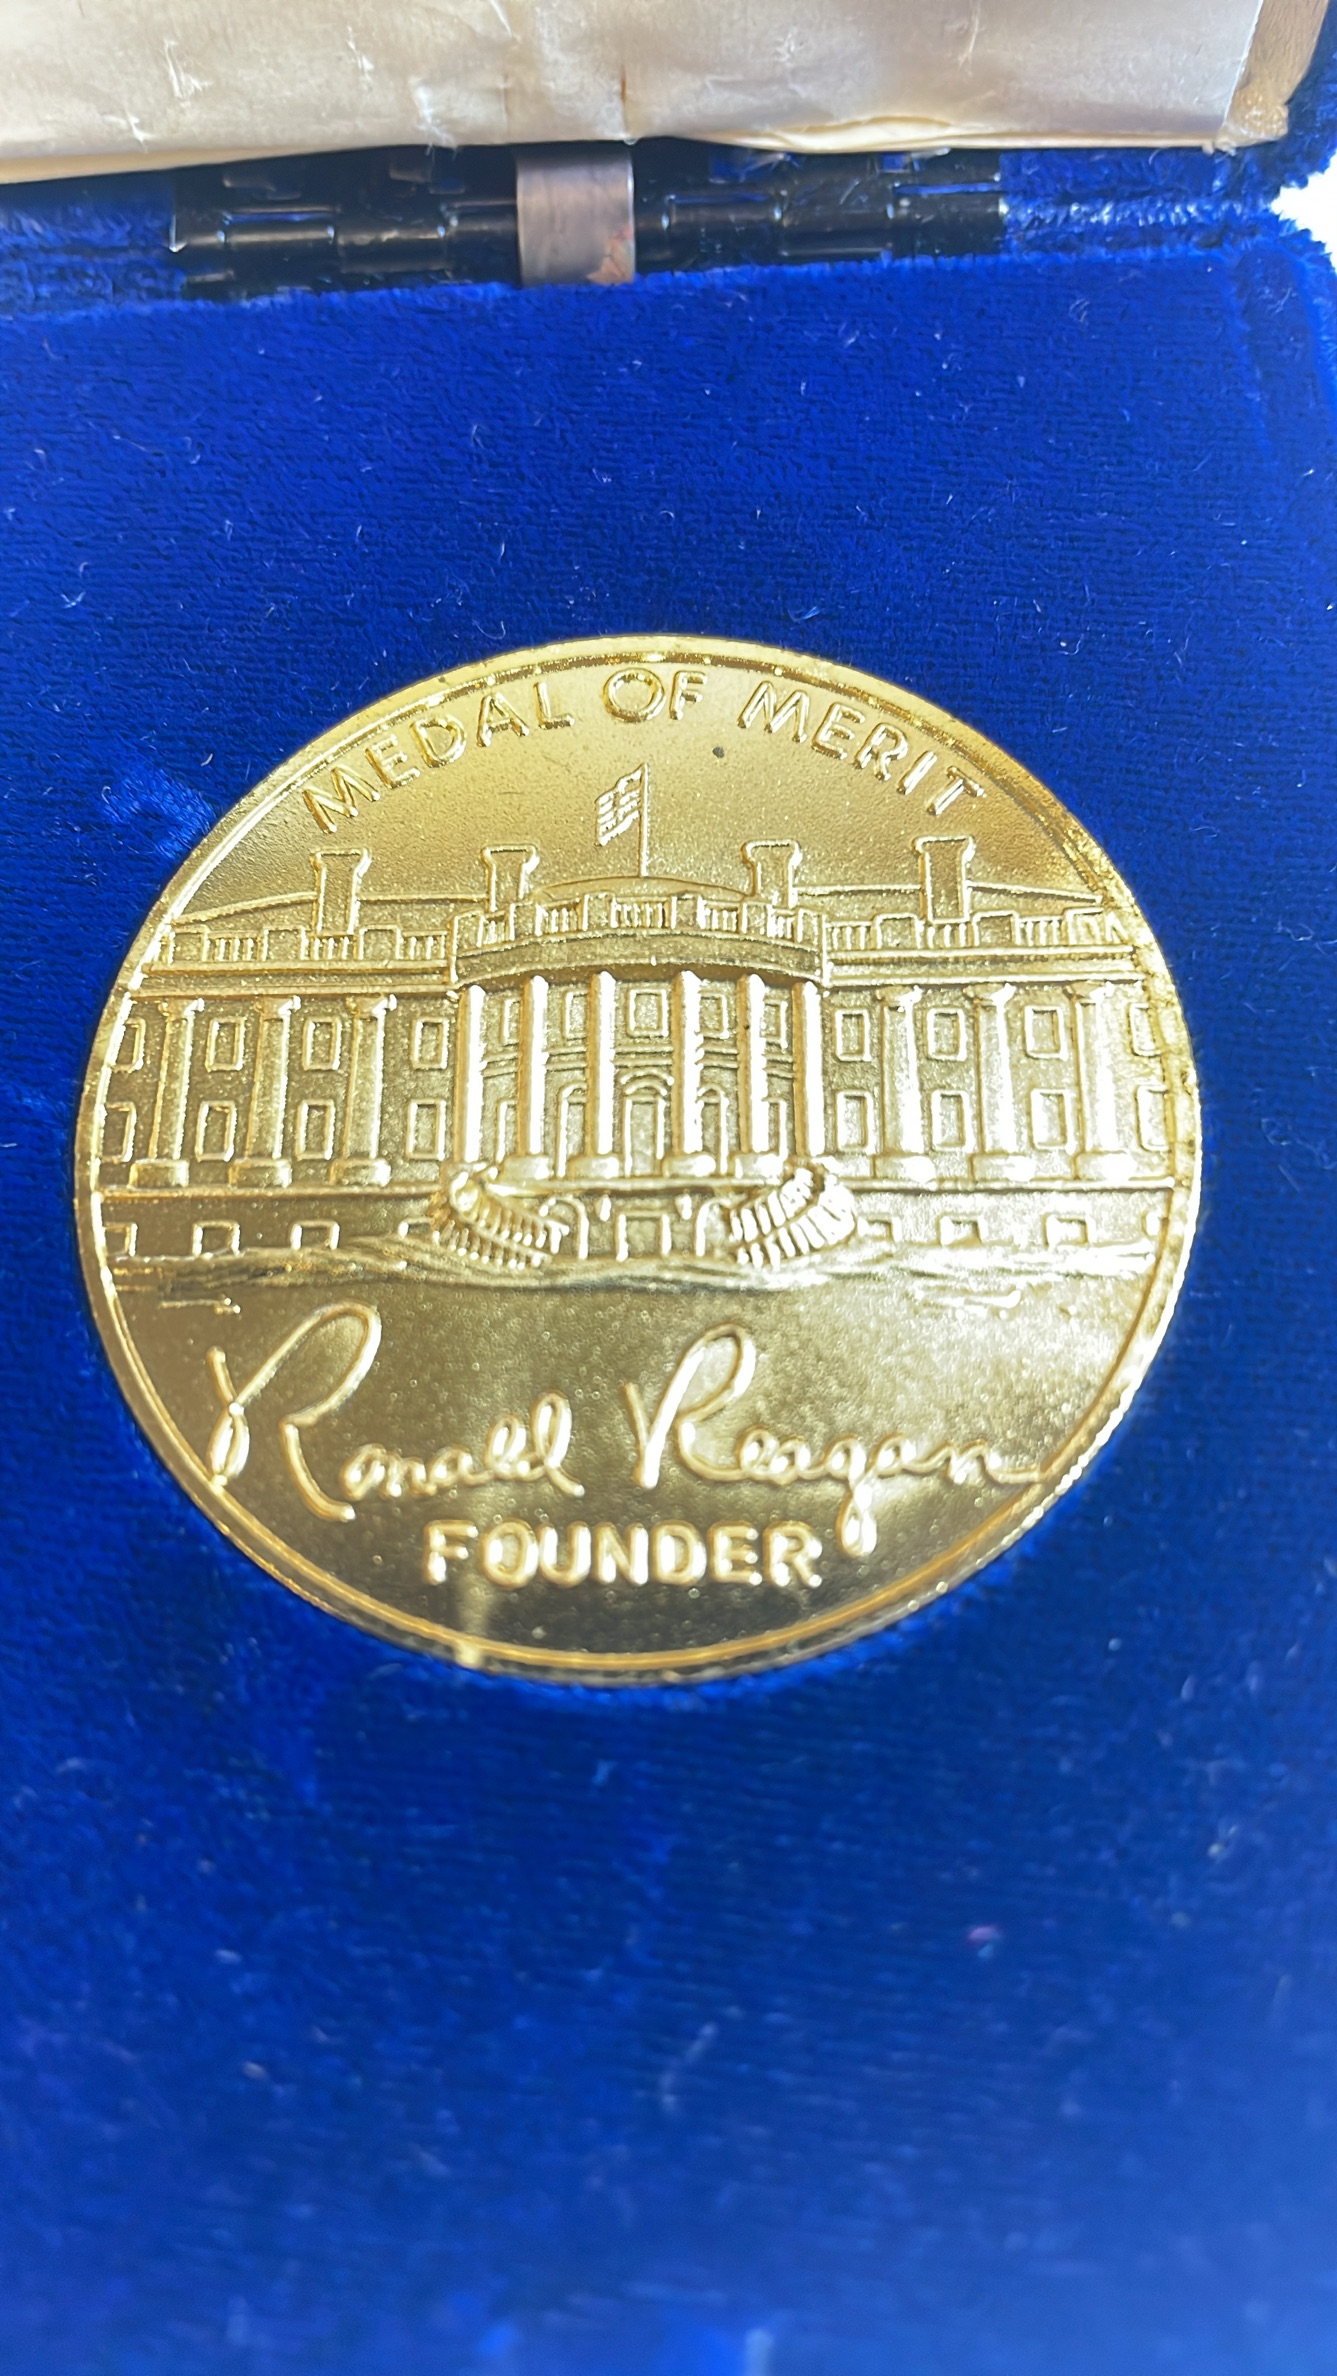 MEDAL OF MERIT
Ronald Reagan
FOUNDER